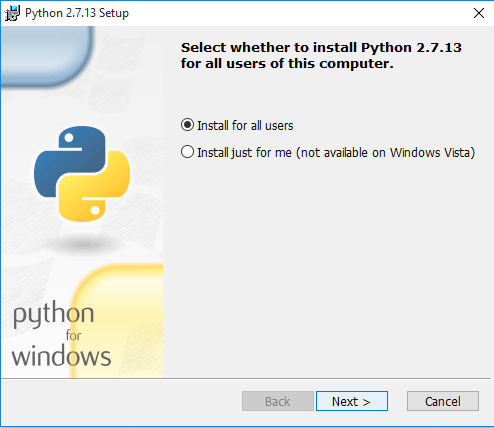 Python 2.7.13 Setup
Select whether to install Python 2.7.13
for all users of this computer.
Install for all users
Install just for me (not available on Windows Vista)
python
for
windows
Back
Next >
Cancel